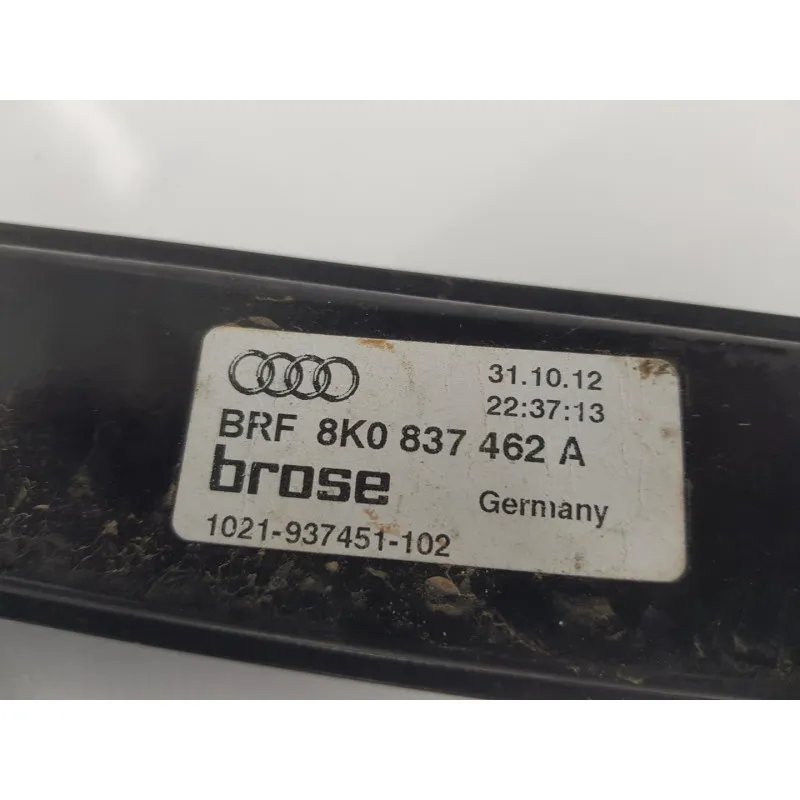 31.10.12
22:37:13
BRF 8K0 837 462 A
brose Germany
1021-937451-102